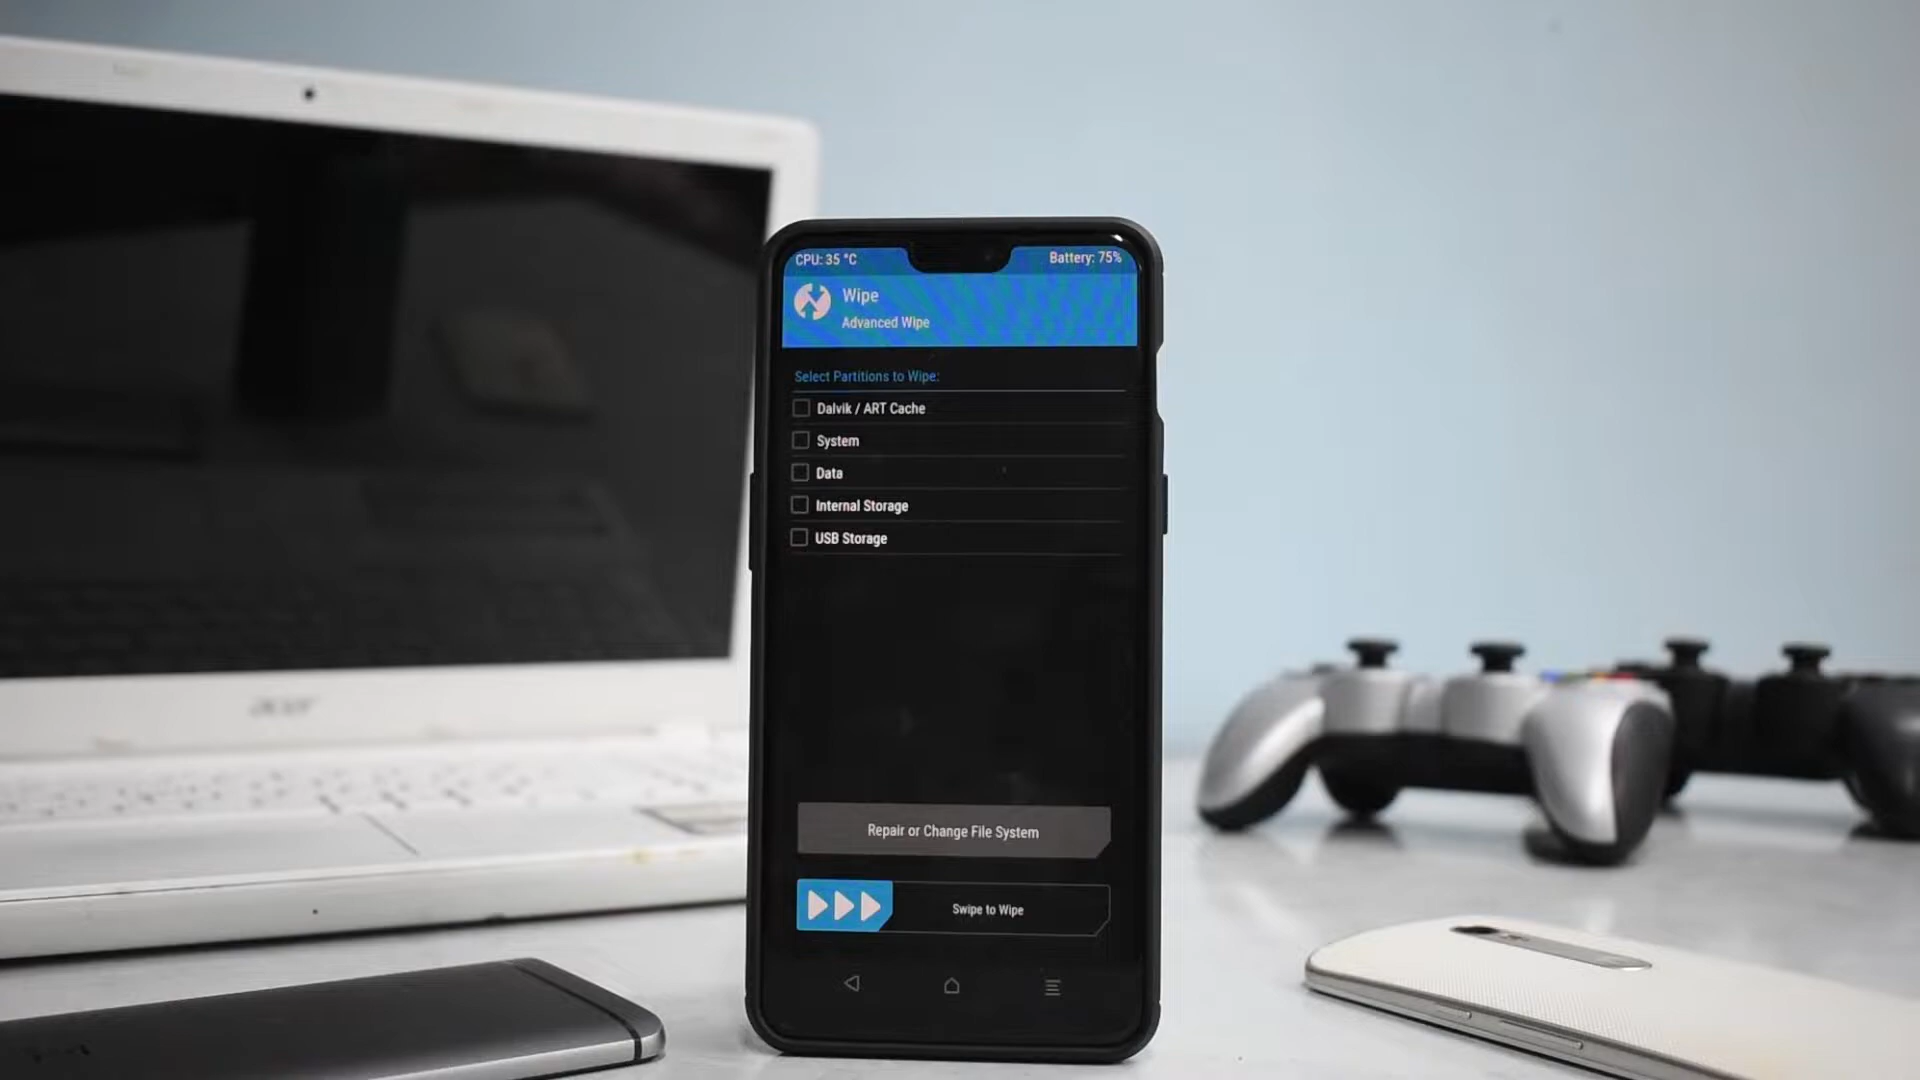 CPU: 35 °C
Battery: 75%
Wipe
Advanced Wipe
Select Partitions to Wipe:
Dalvik / ART Cache
System
Data
Internal Storage
USB Storage
Repair or Change File System
Swipe to Wipe
acer